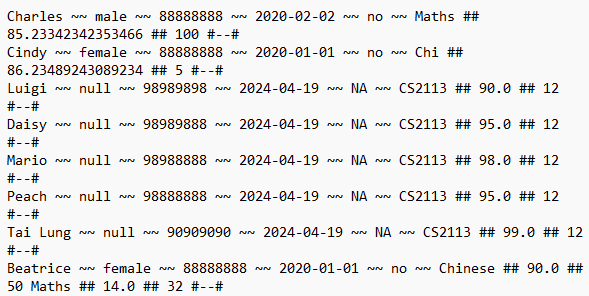 Charles ~~ male ~~ 88888888 ~~ 2020-02-02 ~~ no ~~ Maths ##
85.23342342353466 ## 100 #--#
Cindy ~~ female ~~ 88888888 ~~ 2020-01-01 ~~ no ~~ Chi ##
86.23489243089234 ## 5 #--#
Luigi ~~ null ~~ 98989898 ~~ 2024-04-19 ~~ NA ~~ CS2113 ## 90.0 ## 12
#--#
Daisy ~~ null ~~ 98989888 ~~ 2024-04-19 ~~ NA ~~ CS2113 ## 95.0 ## 12
#--#
Mario ~~ null ~~ 98988888 ~~ 2024-04-19 ~~ NA ~~ CS2113 ## 98.0 ## 12
#--#
Peach ~~ null ~~ 98888888 ~~ 2024-04-19 ~~ NA ~~ CS2113 ## 95.0 ## 12
#--#
Tai Lung ~~ null ~~ 90909090 ~~ 2024-04-19 ~~ NA ~~ CS2113 ## 99.0 ## 12
#--#
Beatrice ~~ female ~~ 88888888 ~~ 2020-01-01 ~~ no ~~ Chinese ## 90.0 ##
50 Maths ## 14.0 ## 32 #--#